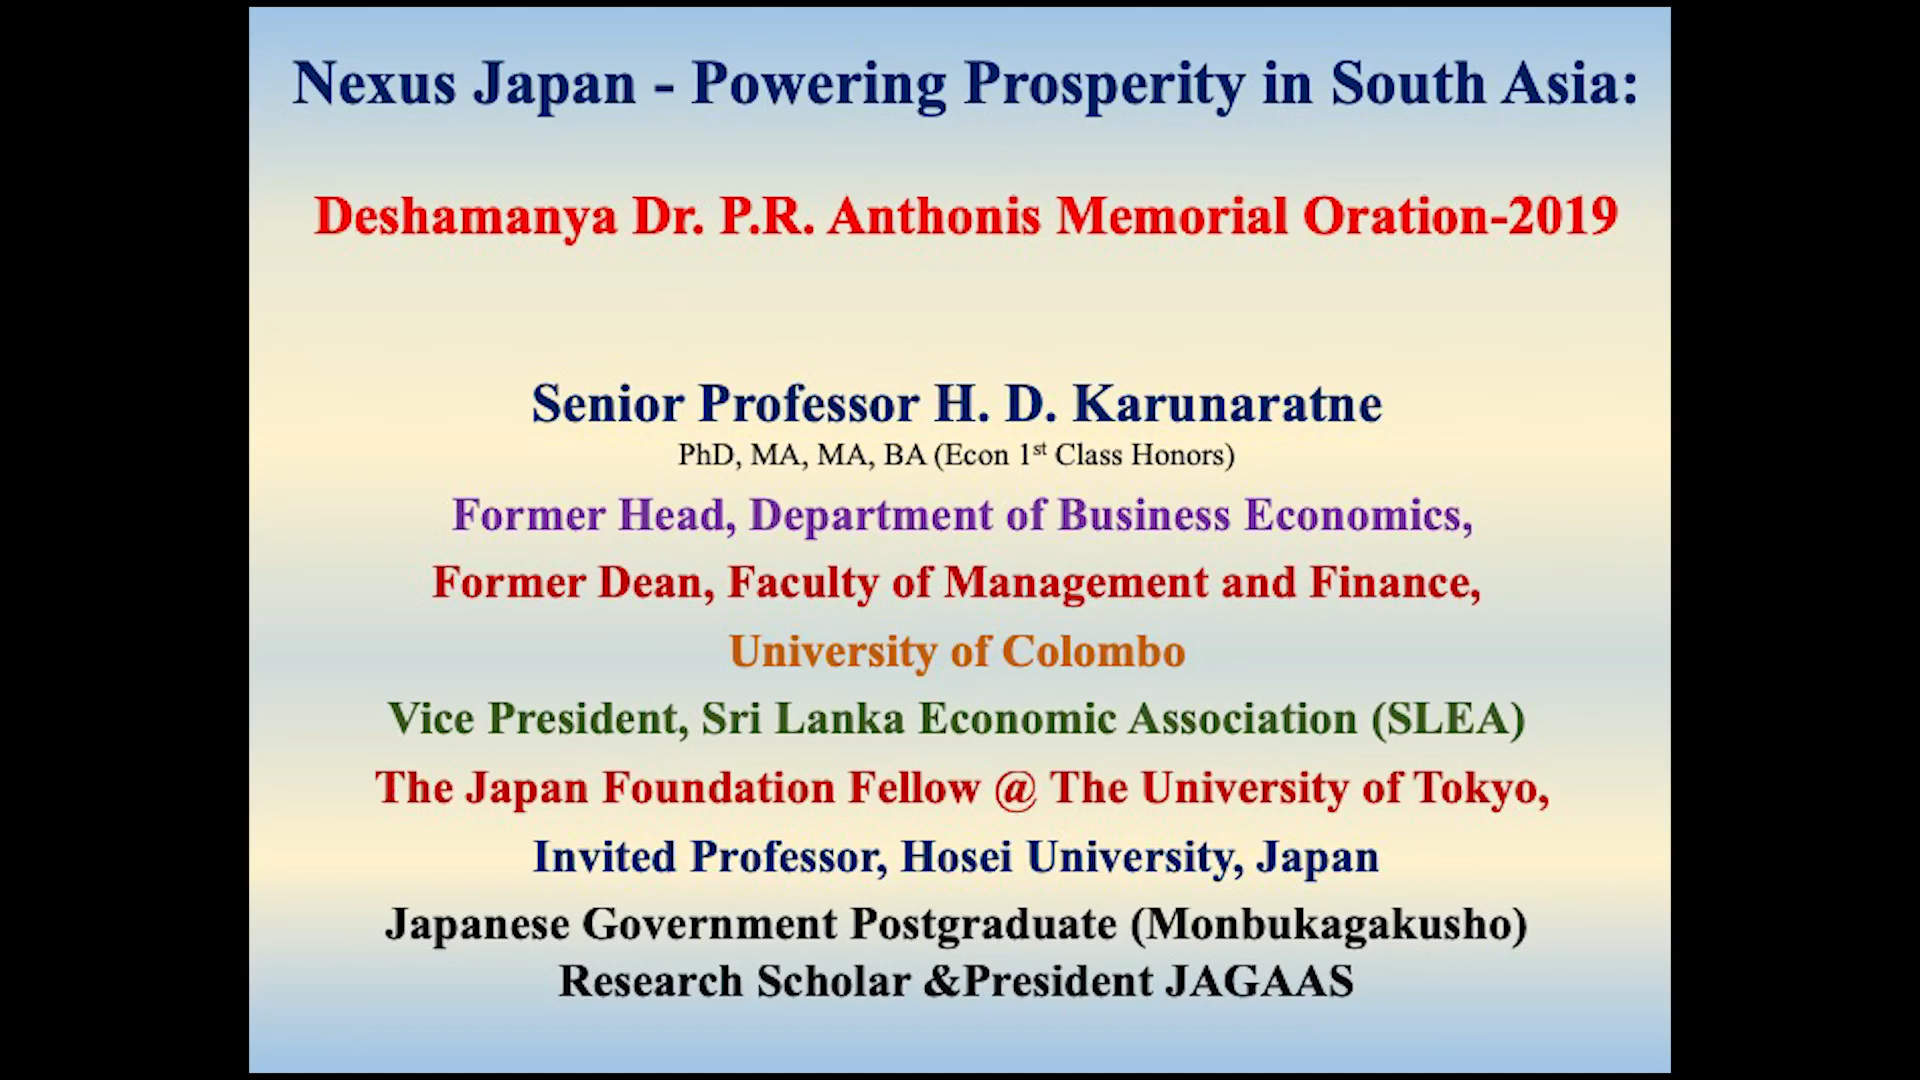 Nexus Japan - Powering Prosperity in South Asia:
Deshamanya Dr. P.R. Anthonis Memorial Oration-2019
Senior Professor H. D. Karunaratne
PhD, MA, MA, BA (Econ 1st Class Honors)
Former Head, Department of Business Economics,
Former Dean, Faculty of Management and Finance,
University of Colombo
Vice President, Sri Lanka Economic Association (SLEA)
The Japan Foundation Fellow @ The University of Tokyo,
Invited Professor, Hosei University, Japan
Japanese Government Postgraduate (Monbukagakusho)
Research Scholar &President JAGAAS